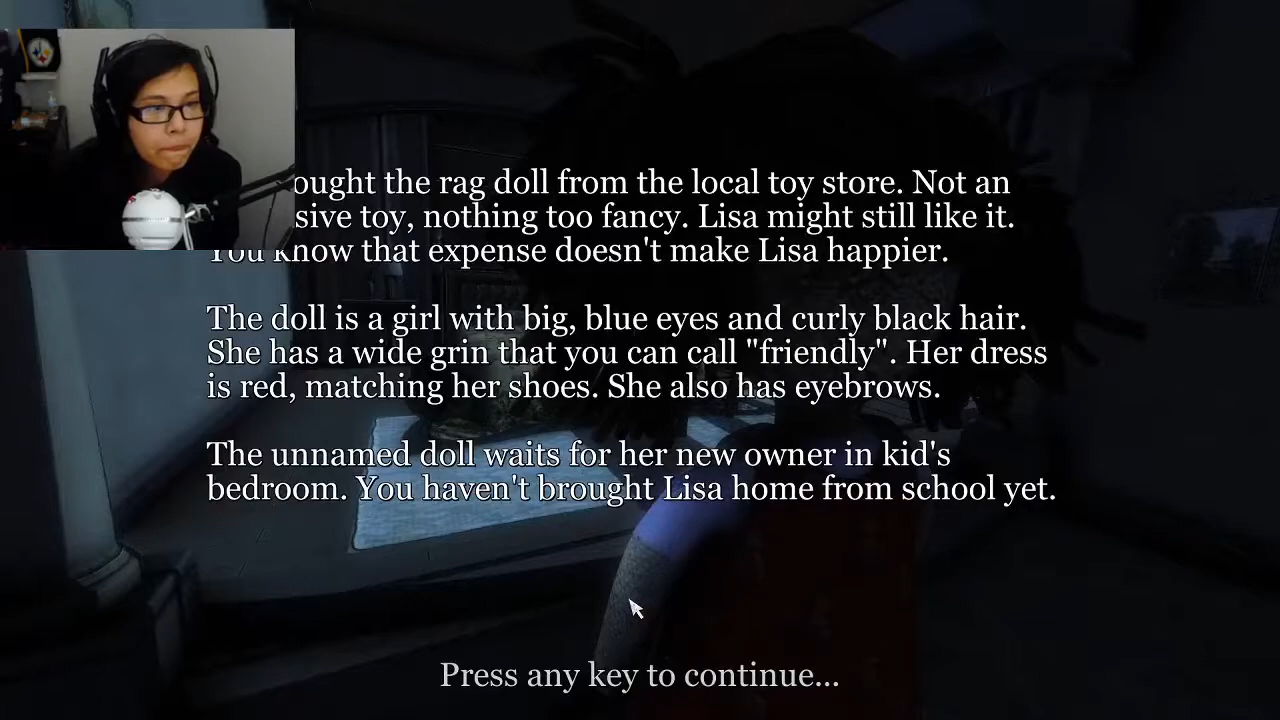 ought the rag doll from the local toy store. Not an
sive toy, nothing too fancy. Lisa might still like it.
You know that expense doesn't make Lisa happier.
The doll is a girl with big, blue eyes and curly black hair.
She has a wide grin that you can call "friendly". Her dress
is red, matching her shoes. She also has eyebrows.
The unnamed doll waits for her new owner in kid's
bedroom. You haven't brought Lisa home from school yet.
Press any key to continue...